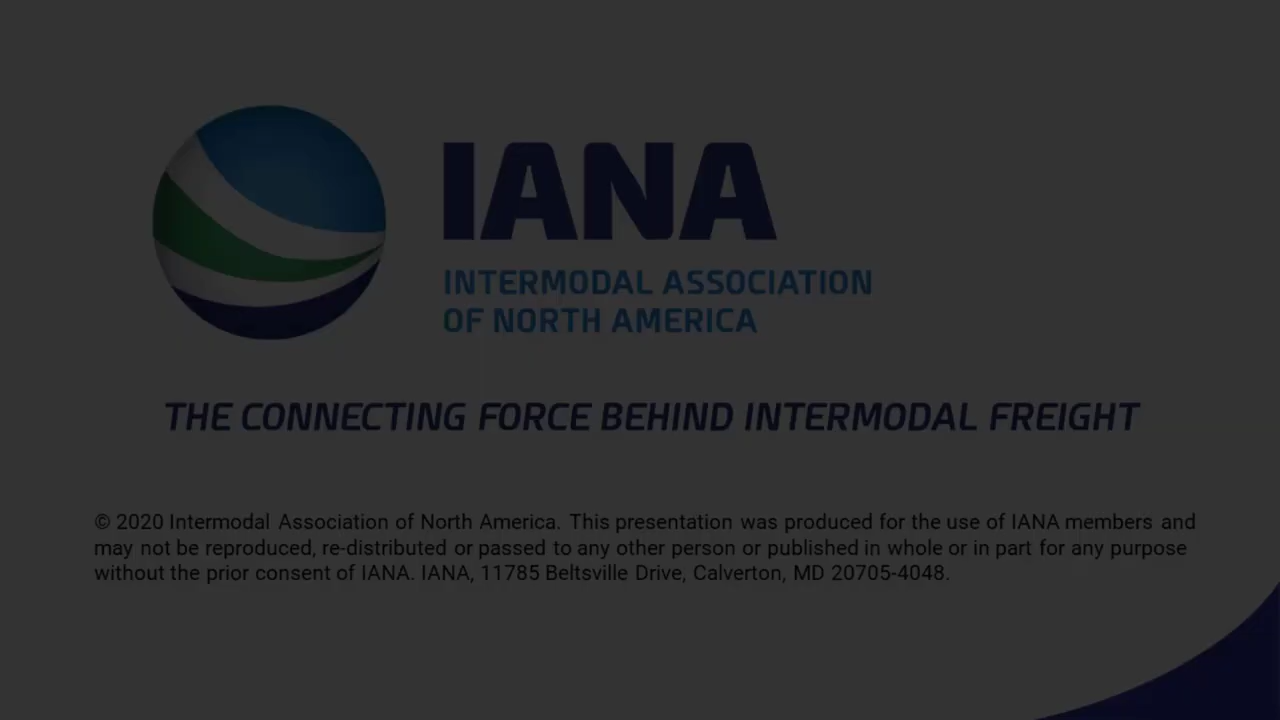 IANA
INTERMODAL ASSOCIATION
OF NORTH AMERICA
THE CONNECTING FORCE BEHIND INTERMODAL FREIGHT
© 2020 Intermodal Association of North America. This presentation was produced for the use of IANA members and
may not be reproduced, re-distributed or passed to any other person or published in whole or in part for any purpose
without the prior consent of IANA. IANA, 11785 Beltsville Drive, Calverton, MD 20705-4048.